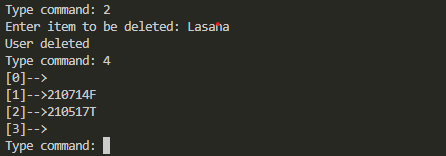 Type command: 2
Enter item to be deleted: Lasana
User deleted
Type command: 4
[0]-->
[1]-->210714F
[2]-->210517T
[3]-->
Type command: